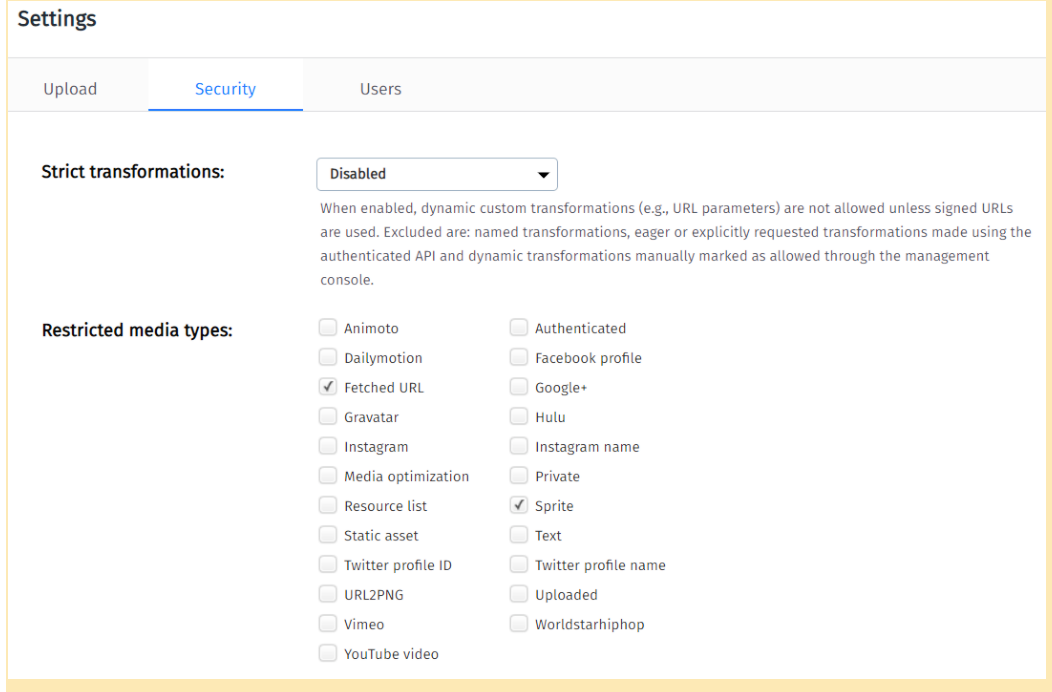 Settings
Upload Security Users
Strict transformations: Disabled
When enabled, dynamic custom transformations (e.g., URL parameters) are not allowed unless signed URLs
are used. Excluded are: named transformations, eager or explicitly requested transformations made using the
authenticated API and dynamic transformations manually marked as allowed through the management
console.
Restricted media types: Animoto Authenticated
Dailymotion Facebook profile
Fetched URL Google+
Gravatar Hulu
Instagram Instagram name
Media optimization Private
Resource list Sprite
Static asset Text
Twitter profile ID Twitter profile name
URL2PNG Uploaded
Vimeo Worldstarhiphop
YouTube video